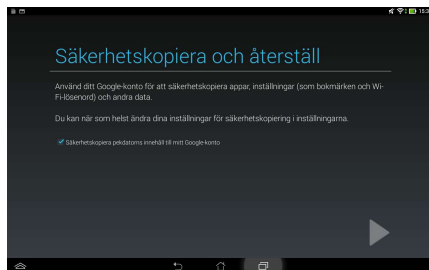 15:3
Säkerhetskopiera och återställ
Använd ditt Google-konto för att säkerhetskopiera appar, inställningar (som bokmärken och Wi-
Fi-lösenord) och andra data.
Du kan när som helst ändra dina inställningar för säkerhetskopiering i inställningarna.
Säkerhetskopiera pekdatorns innehåll till mitt Google-konto